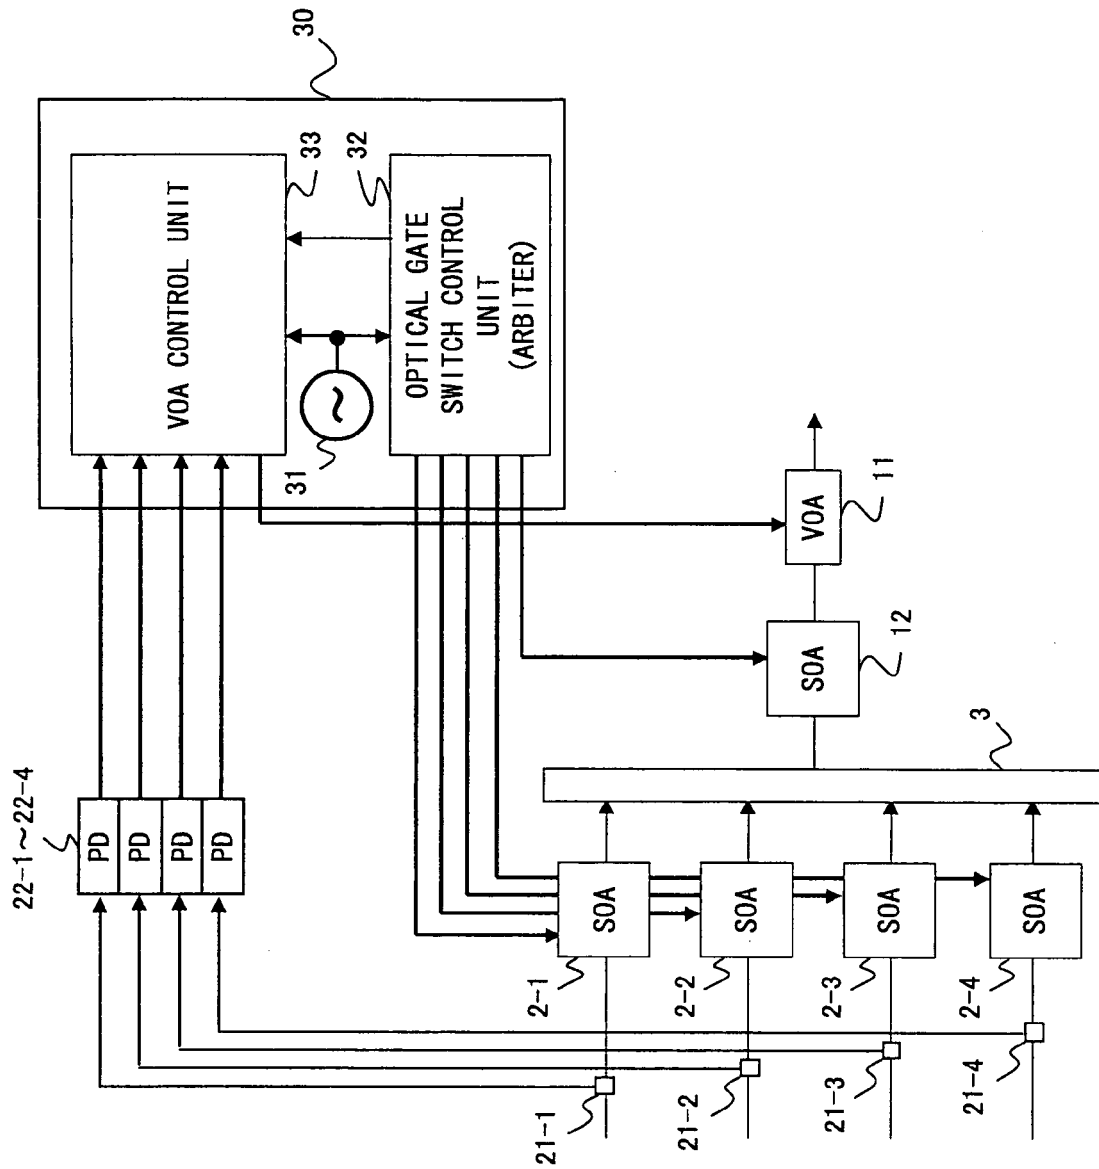 30
VOA CONTROL UNIT
33
32
OPTICAL GATE
SWITCH CONTROL
UNIT
(ARBITER)
31
22-1~22-4
PD
PD
PD
PD
VOA
11
SOA
12
3
SOA
SOA
SOA
SOA
2-1
2-2
2-3
2-4
21-1
21-2
21-3
21-4